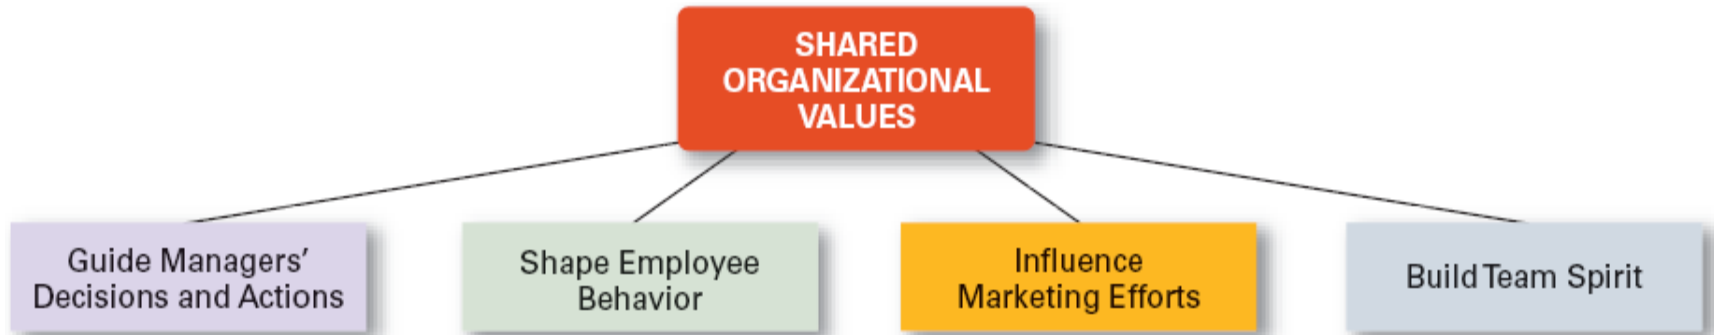 SHARED
ORGANIZATIONAL
VALUES
Guide Managers’
Decisions and Actions
Shape Employee
Behavior
Influence
Marketing Efforts
Build Team Spirit